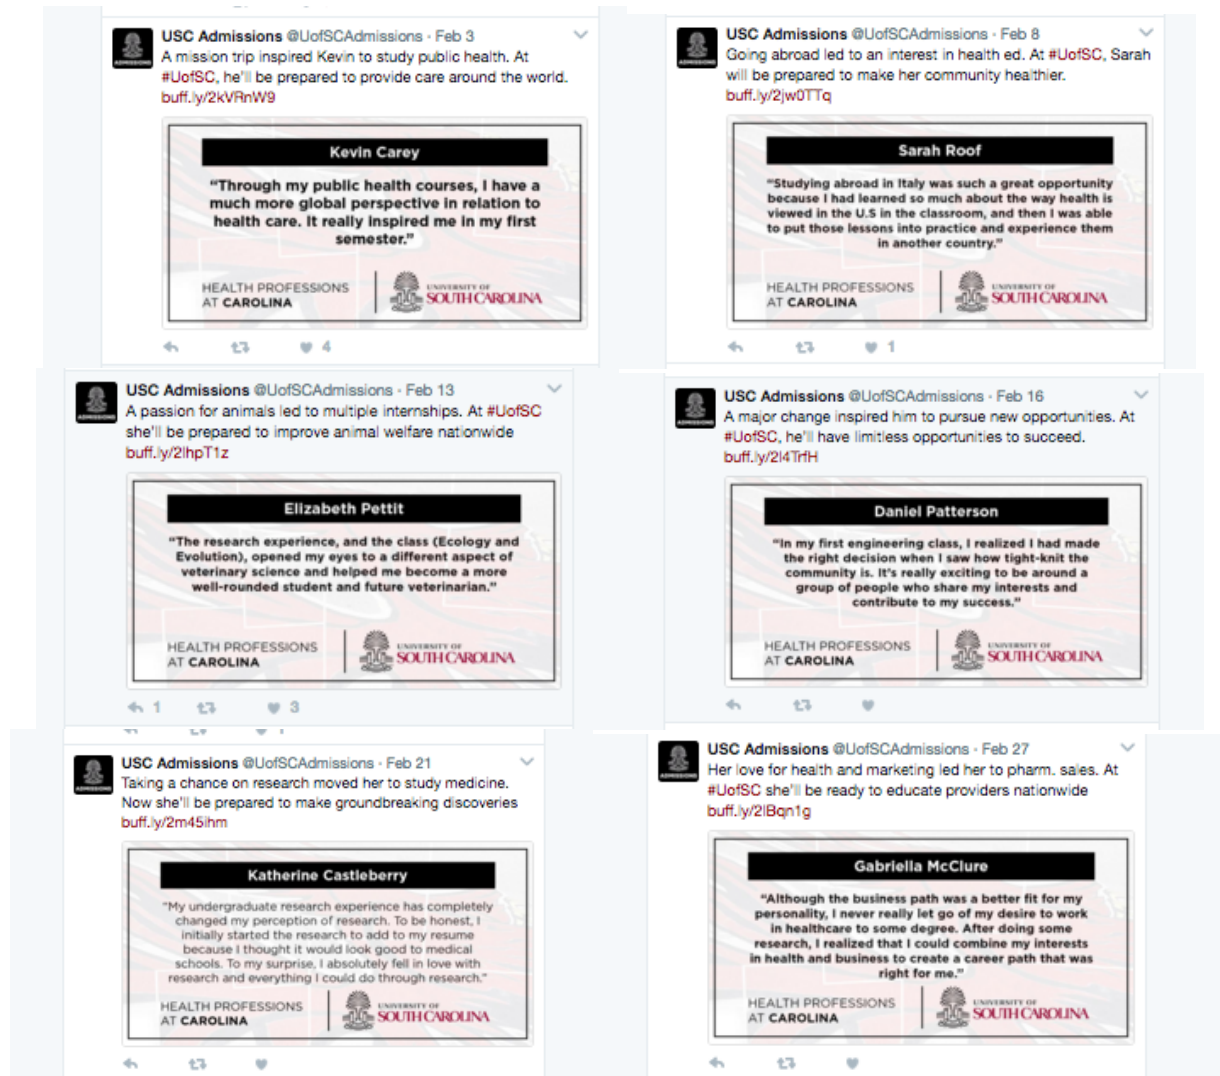 USC Admissions @UofSCAdmissions · Feb 3
A mission trip inspired Kevin to study public health. At
#UofSC, he'll be prepared to provide care around the world.
buff.ly/2kVRnW9
ADMISSIONS
Kevin Carey
"Through my public health courses, I have a
much more global perspective in relation to
health care. It really inspired me in my first
semester."
HEALTH PROFESSIONS
AT CAROLINA
UNIVERSITY OF
SOUTH CAROLINA
4
USC Admissions @UofSCAdmissions · Feb 8
Going abroad led to an interest in health ed. At #UofSC, Sarah
will be prepared to make her community healthier.
buff.ly/2jw0TTq
ADMISSIONS
Sarah Roof
"Studying abroad in Italy was such a great opportunity
because I had learned so much about the way health is
viewed in the U.S in the classroom, and then I was able
to put those lessons into practice and experience them
in another country."
HEALTH PROFESSIONS
AT CAROLINA
UNIVERSITY OF
SOUTH CAROLINA
1
USC Admissions @UofSCAdmissions · Feb 13
A passion for animals led to multiple internships. At #UofSC
she'll be prepared to improve animal welfare nationwide
buff.ly/2lhpT1z
ADMISSIONS
Elizabeth Pettit
"The research experience, and the class (Ecology and
Evolution), opened my eyes to a different aspect of
veterinary science and helped me become a more
well-rounded student and future veterinarian."
HEALTH PROFESSIONS
AT CAROLINA
UNIVERSITY OF
SOUTH CAROLINA
1 3
USC Admissions @UofSCAdmissions · Feb 16
A major change inspired him to pursue new opportunities. At
#UofSC, he'll have limitless opportunities to succeed.
buff.ly/2l4TrfH
ADMISSIONS
Daniel Patterson
"In my first engineering class, I realized I had made
the right decision when I saw how tight-knit the
community is. It's really exciting to be around a
group of people who share my interests and
contribute to my success."
HEALTH PROFESSIONS
AT CAROLINA
UNIVERSITY OF
SOUTH CAROLINA
USC Admissions @UofSCAdmissions · Feb 21
Taking a chance on research moved her to study medicine.
Now she'll be prepared to make groundbreaking discoveries
buff.ly/2m45ihm
ADMISSIONS
Katherine Castleberry
"My undergraduate research experience has completely
changed my perception of research. To be honest, I
initially started the research to add to my resume
because I thought it would look good to medical
schools. To my surprise, I absolutely fell in love with
research and everything I could do through research."
HEALTH PROFESSIONS
AT CAROLINA
UNIVERSITY OF
SOUTH CAROLINA
USC Admissions @UofSCAdmissions · Feb 27
Her love for health and marketing led her to pharm. sales. At
#UofSC she'll be ready to educate providers nationwide
buff.ly/2lBqn1g
ADMISSIONS
Gabriella McClure
"Although the business path was a better fit for my
personality, I never really let go of my desire to work
in healthcare to some degree. After doing some
research, I realized that I could combine my interests
in health and business to create a career path that was
right for me."
HEALTH PROFESSIONS
AT CAROLINA
UNIVERSITY OF
SOUTH CAROLINA